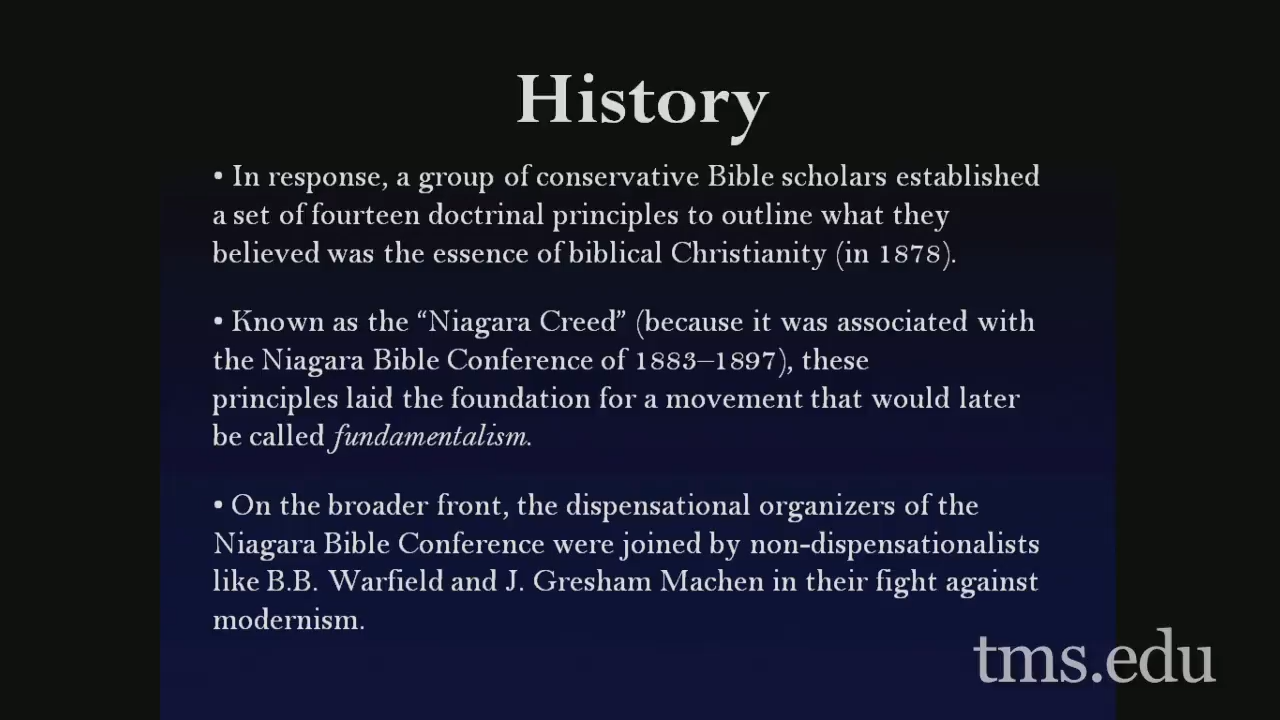 History
• In response, a group of conservative Bible scholars established
a set of fourteen doctrinal principles to outline what they
believed was the essence of biblical Christianity (in 1878).
• Known as the “Niagara Creed” (because it was associated with
the Niagara Bible Conference of 1883–1897), these
principles laid the foundation for a movement that would later
be called fundamentalism.
• On the broader front, the dispensational organizers of the
Niagara Bible Conference were joined by non-dispensationalists
like B.B. Warfield and J. Gresham Machen in their fight against
modernism.
tms.edu